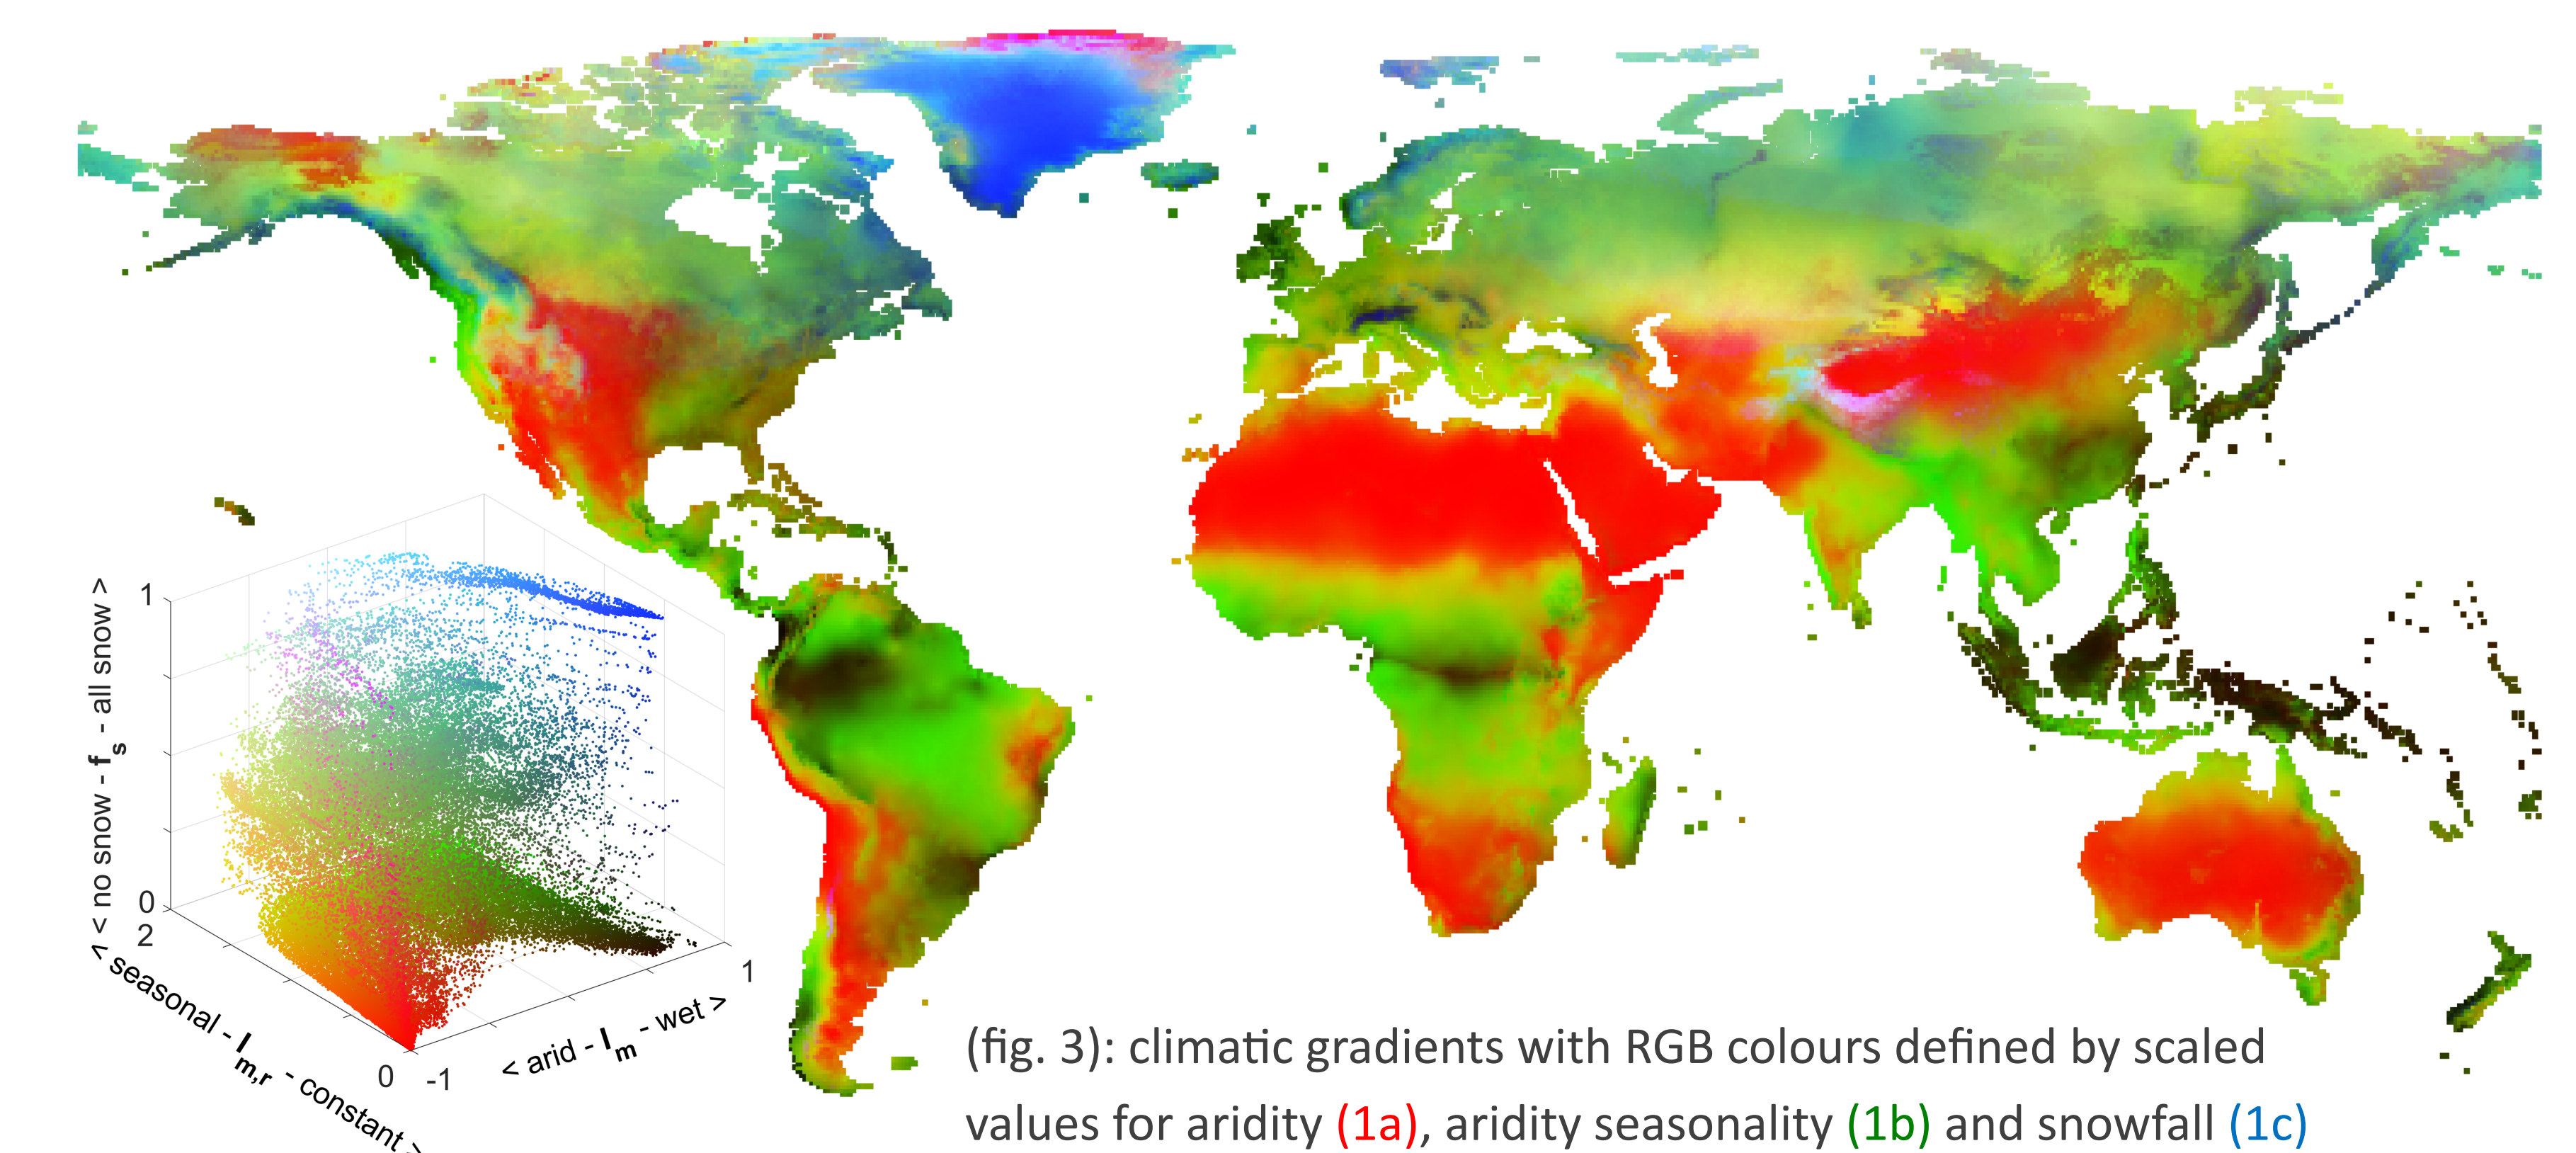 1
< no snow - fs - all snow >
0
2
< seasonal - Im,r - constant >
0
-1
< arid - Im - wet >
1
(fig. 3): climatic gradients with RGB colours defined by scaled
values for aridity (1a), aridity seasonality (1b) and snowfall (1c)